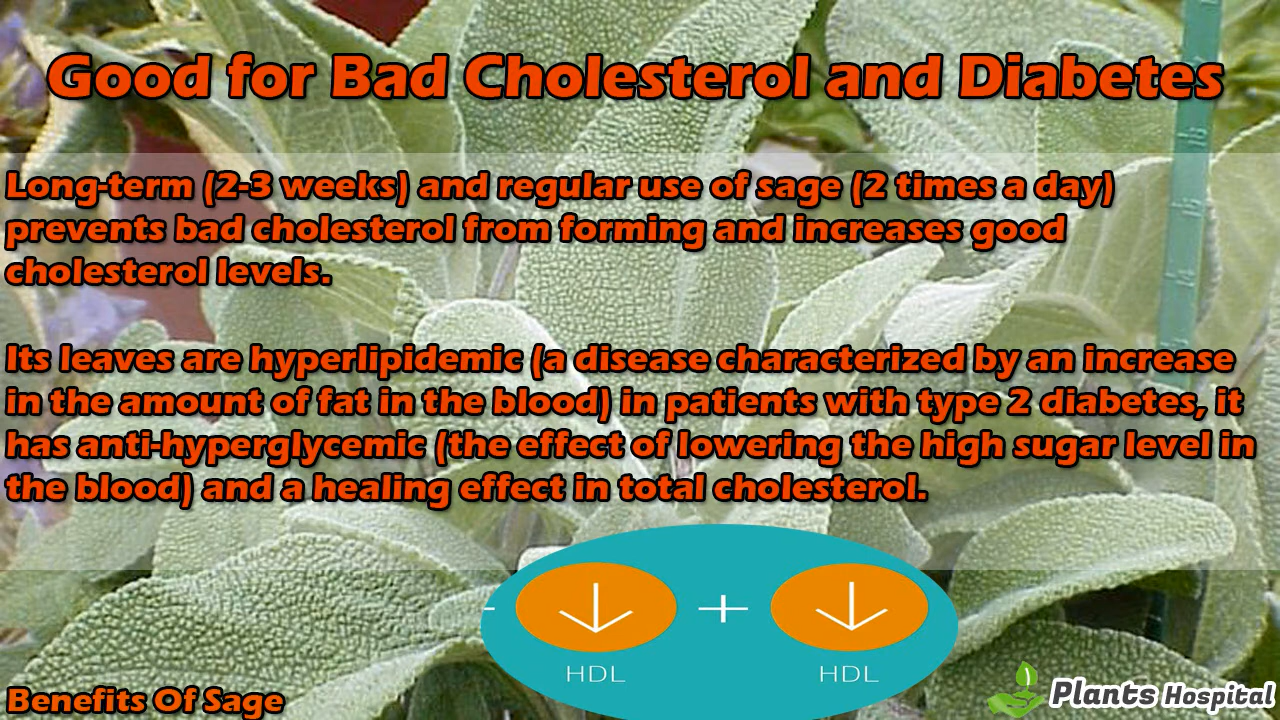 Good for Bad Cholesterol and Diabetes
Long-term (2-3 weeks) and regular use of sage (2 times a day)
prevents bad cholesterol from forming and increases good
cholesterol levels.
Its leaves are hyperlipidemic (a disease characterized by an increase
in the amount of fat in the blood) in patients with type 2 diabetes, it
has anti-hyperglycemic (the effect of lowering the high sugar level in
the blood) and a healing effect in total cholesterol.
- ↓ + ↓
HDL HDL
Benefits Of Sage
Plants Hospital